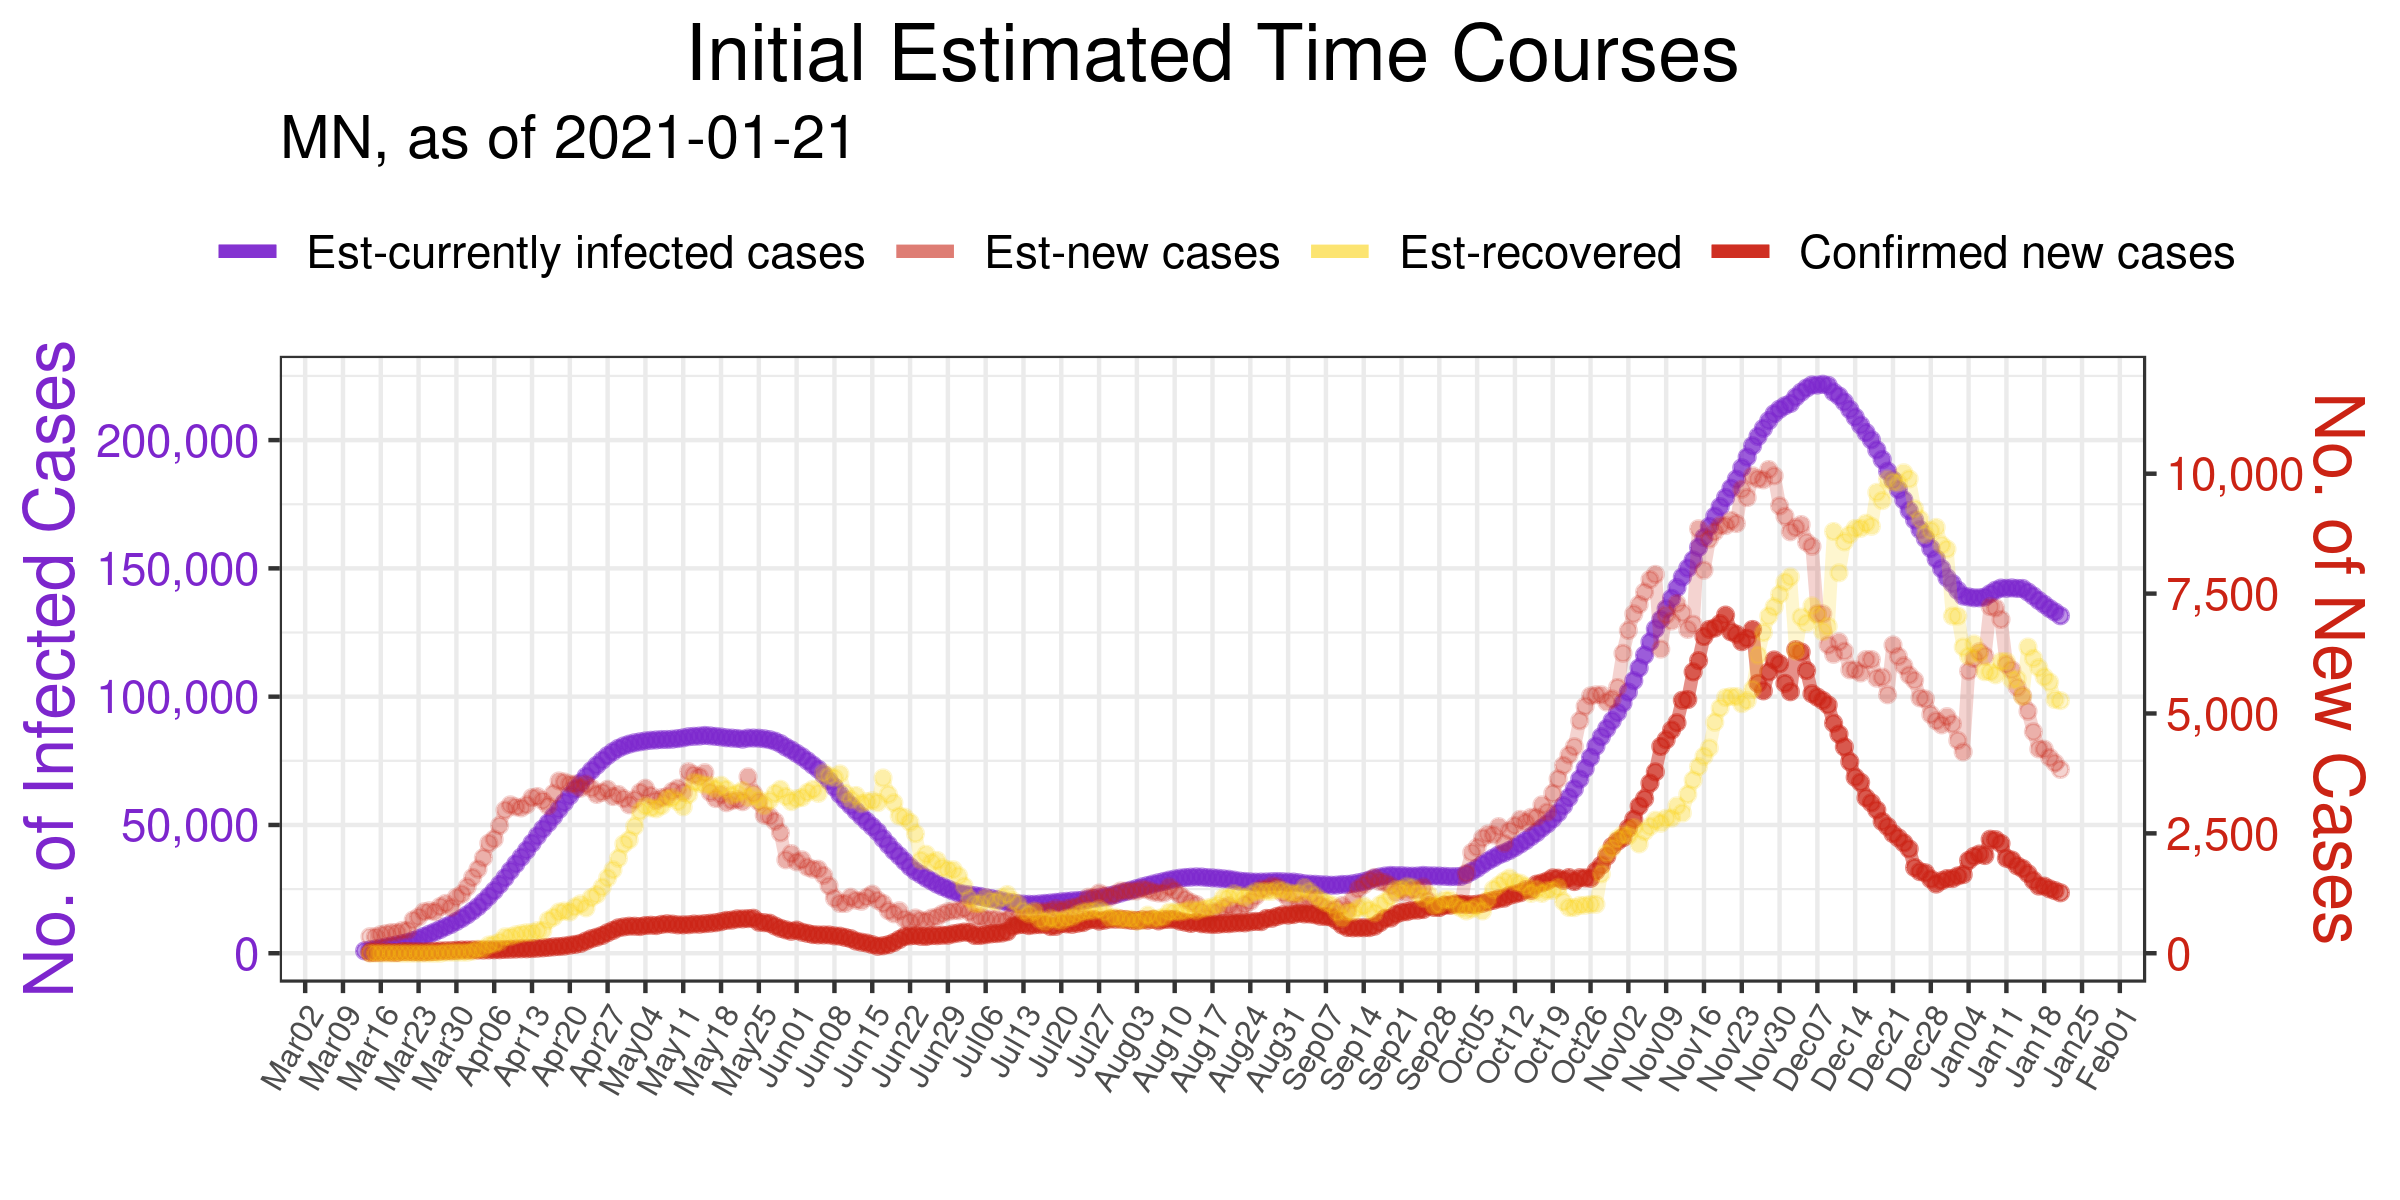 Initial Estimated Time Courses
MN, as of 2021-01-21
Est-currently infected cases Est-new cases Est-recovered Confirmed new cases
No. of Infected Cases
200,000
150,000
100,000
50,000
0
No. of New Cases
10,000
7,500
5,000
2,500
0
Mar02 Mar09 Mar16 Mar23 Mar30 Apr06 Apr13 Apr20 Apr27 May04 May11 May18 May25 Jun01 Jun08 Jun15 Jun22 Jun29 Jul06 Jul13 Jul20 Jul27 Aug03 Aug10 Aug17 Aug24 Aug31 Sep07 Sep14 Sep21 Sep28 Oct05 Oct12 Oct19 Oct26 Nov02 Nov09 Nov16 Nov23 Nov30 Dec07 Dec14 Dec21 Dec28 Jan04 Jan11 Jan18 Jan25 Feb01